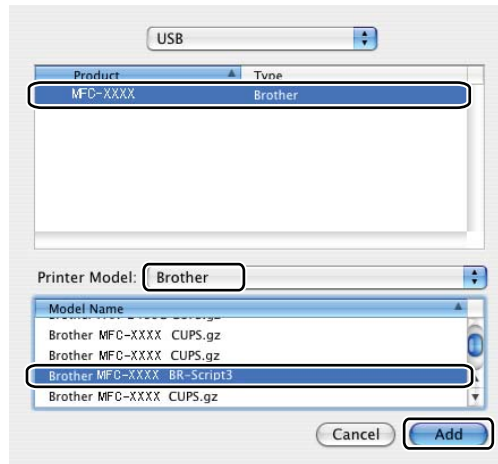 USB
Product Type
MFC-XXXX Brother
Printer Model: Brother
Model Name
Brother MFC-XXXX CUPS.gz
Brother MFC-XXXX CUPS.gz
Brother MFC-XXXX BR-Script3
Brother MFC-XXXX CUPS.gz
Cancel Add